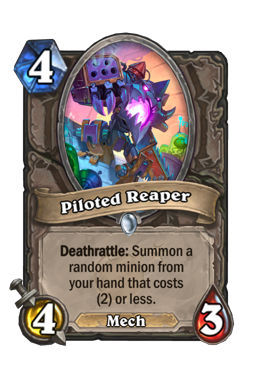 4
Piloted Reaper
Deathrattle: Summon a
random minion from
your hand that costs
(2) or less.
4 Mech 3